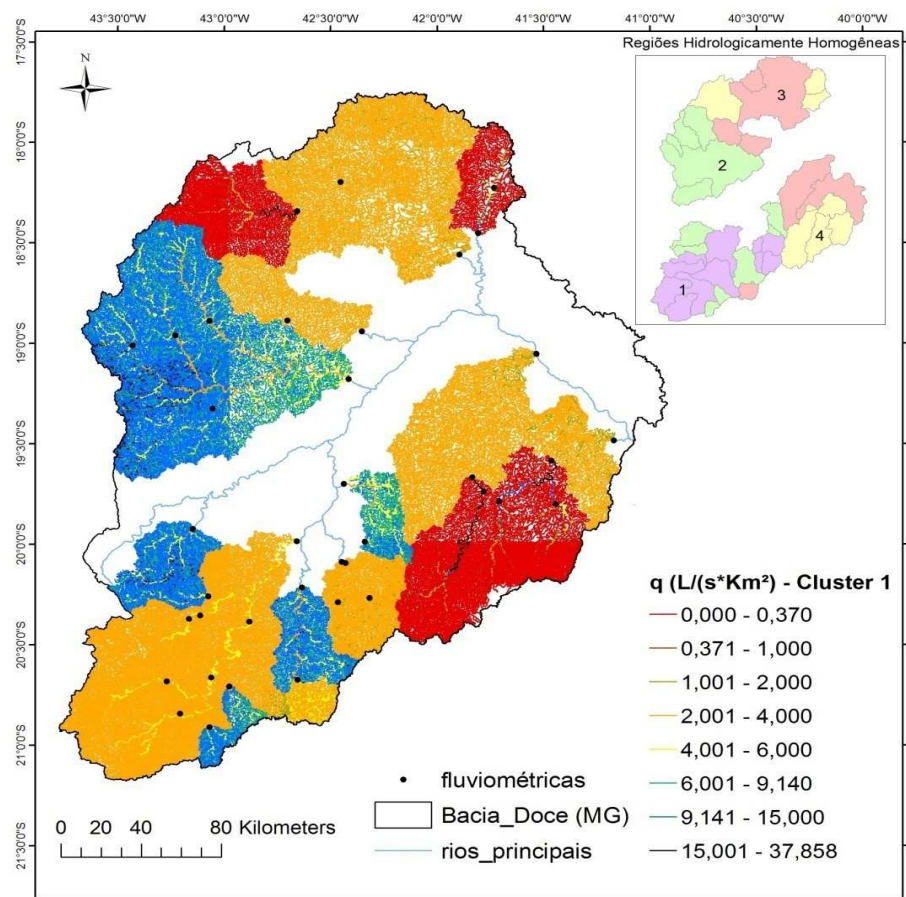 43°30'0"W 43°0'0"W 42°30'0"W 42°0'0"W 41°30'0"W 41°0'0"W 40°30'0"W 40°0'0"W
17°30'0"S
18°0'0"S
18°30'0"S
19°0'0"S
19°30'0"S
20°0'0"S
20°30'0"S
21°0'0"S
21°30'0"S
N
Regiões Hidrologicamente Homogêneas
3
2
4
1
q (L/(s*Km²) - Cluster 1
0,000 - 0,370
0,371 - 1,000
1,001 - 2,000
2,001 - 4,000
4,001 - 6,000
6,001 - 9,140
9,141 - 15,000
15,001 - 37,858
fluviométricas
Bacia_Doce (MG)
rios_principais
0 20 40 80 Kilometers